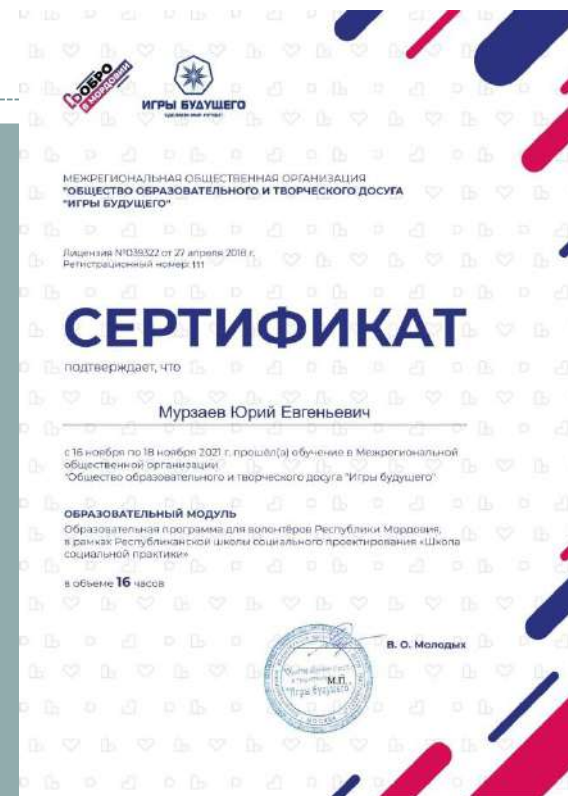 ДОБРО
В МОРДОВИИ
ИГРЫ БУДУЩЕГО
МЕЖРЕГИОНАЛЬНАЯ ОБЩЕСТВЕННАЯ ОРГАНИЗАЦИЯ
"ОБЩЕСТВО ОБРАЗОВАТЕЛЬНОГО И ТВОРЧЕСКОГО ДОСУГА
"ИГРЫ БУДУЩЕГО"
Лицензия №039322 от 27 апреля 2018 г.
Регистрационный номер: 111
СЕРТИФИКАТ
подтверждает, что
Мурзаев Юрий Евгеньевич
с 16 ноября по 18 ноября 2021 г. прошёл(а) обучение в Межрегиональной
общественной организации
"Общество образовательного и творческого досуга "Игры будущего"
ОБРАЗОВАТЕЛЬНЫЙ МОДУЛЬ
Образовательная программа для волонтёров Республики Мордовия,
в рамках Республиканской школы социального проектирования «Школа
социальной практики»
в объеме 16 часов
В. О. Молодых
М.П.
"Игры будущего"
МОСКВА